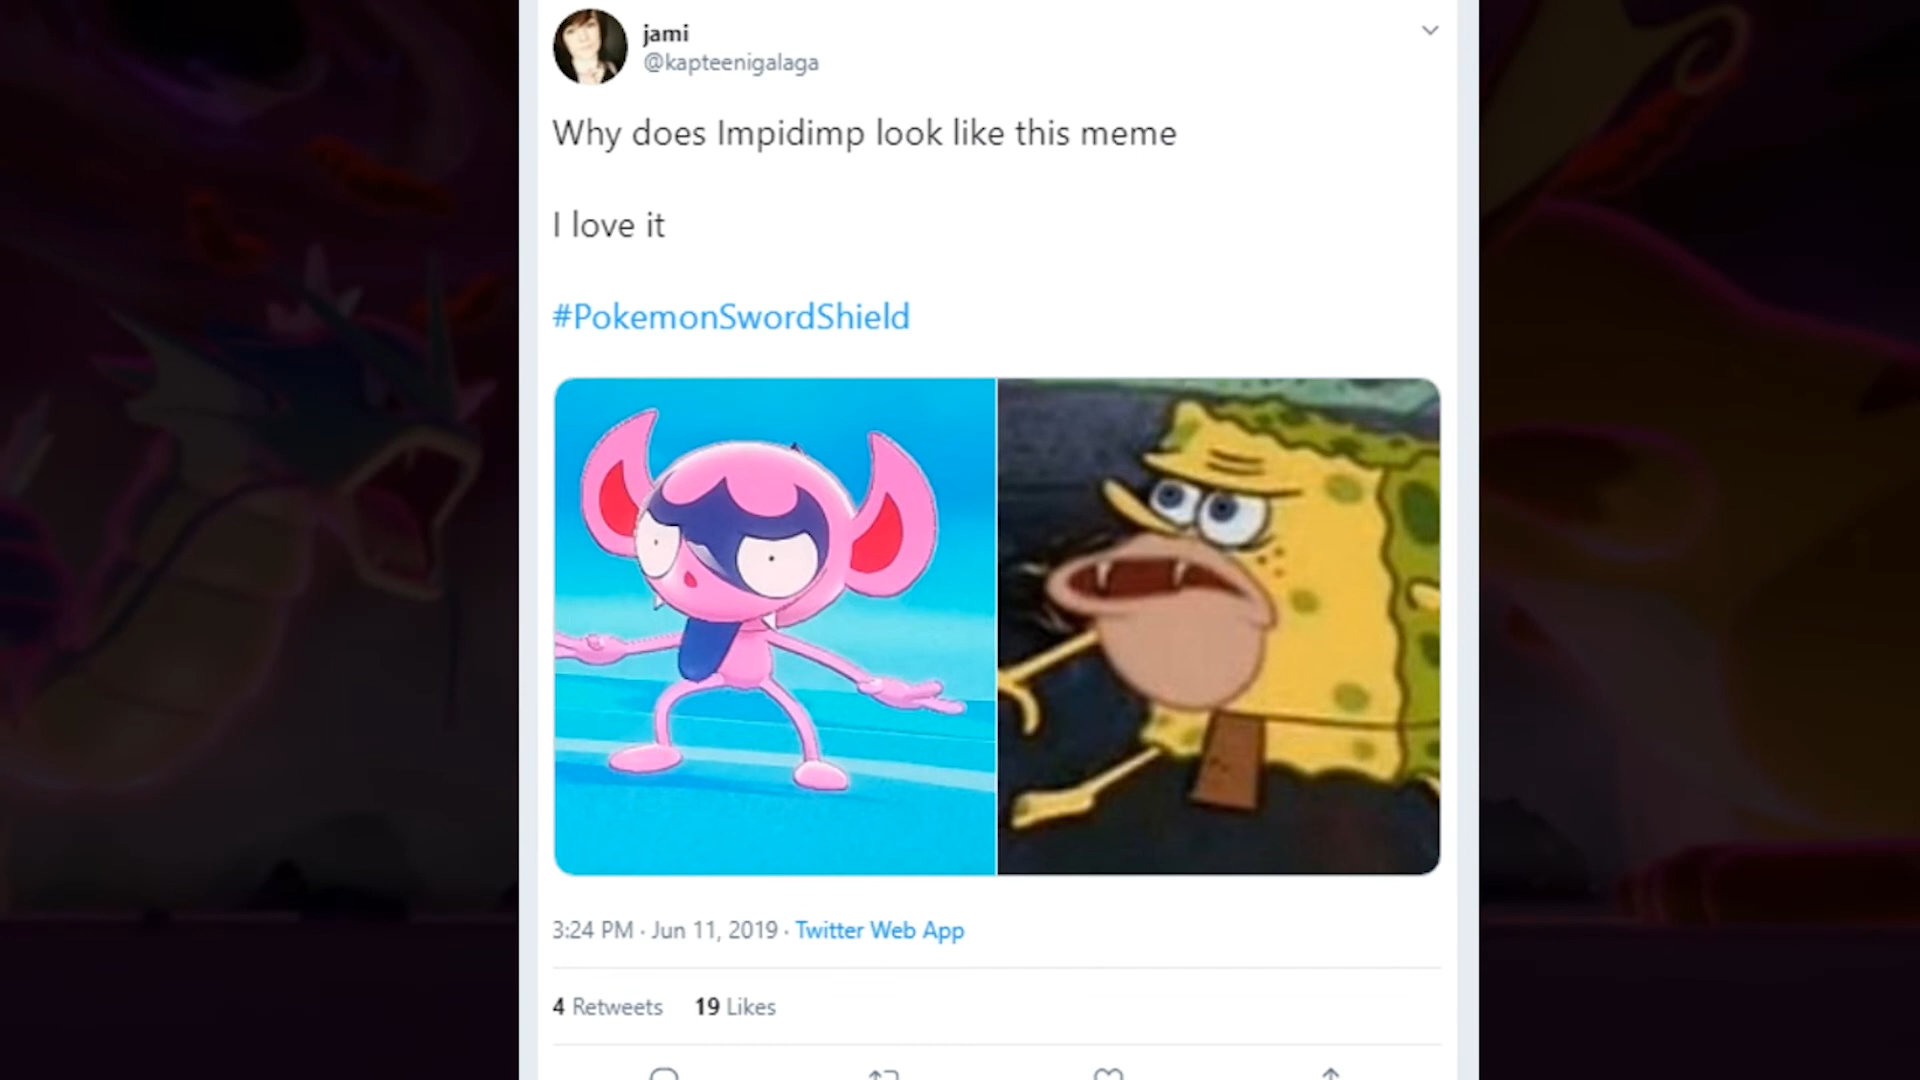 jami
@kapteenigalaga
Why does Impidimp look like this meme
I love it
#PokemonSwordShield
3:24 PM · Jun 11, 2019 · Twitter Web App
4 Retweets 19 Likes